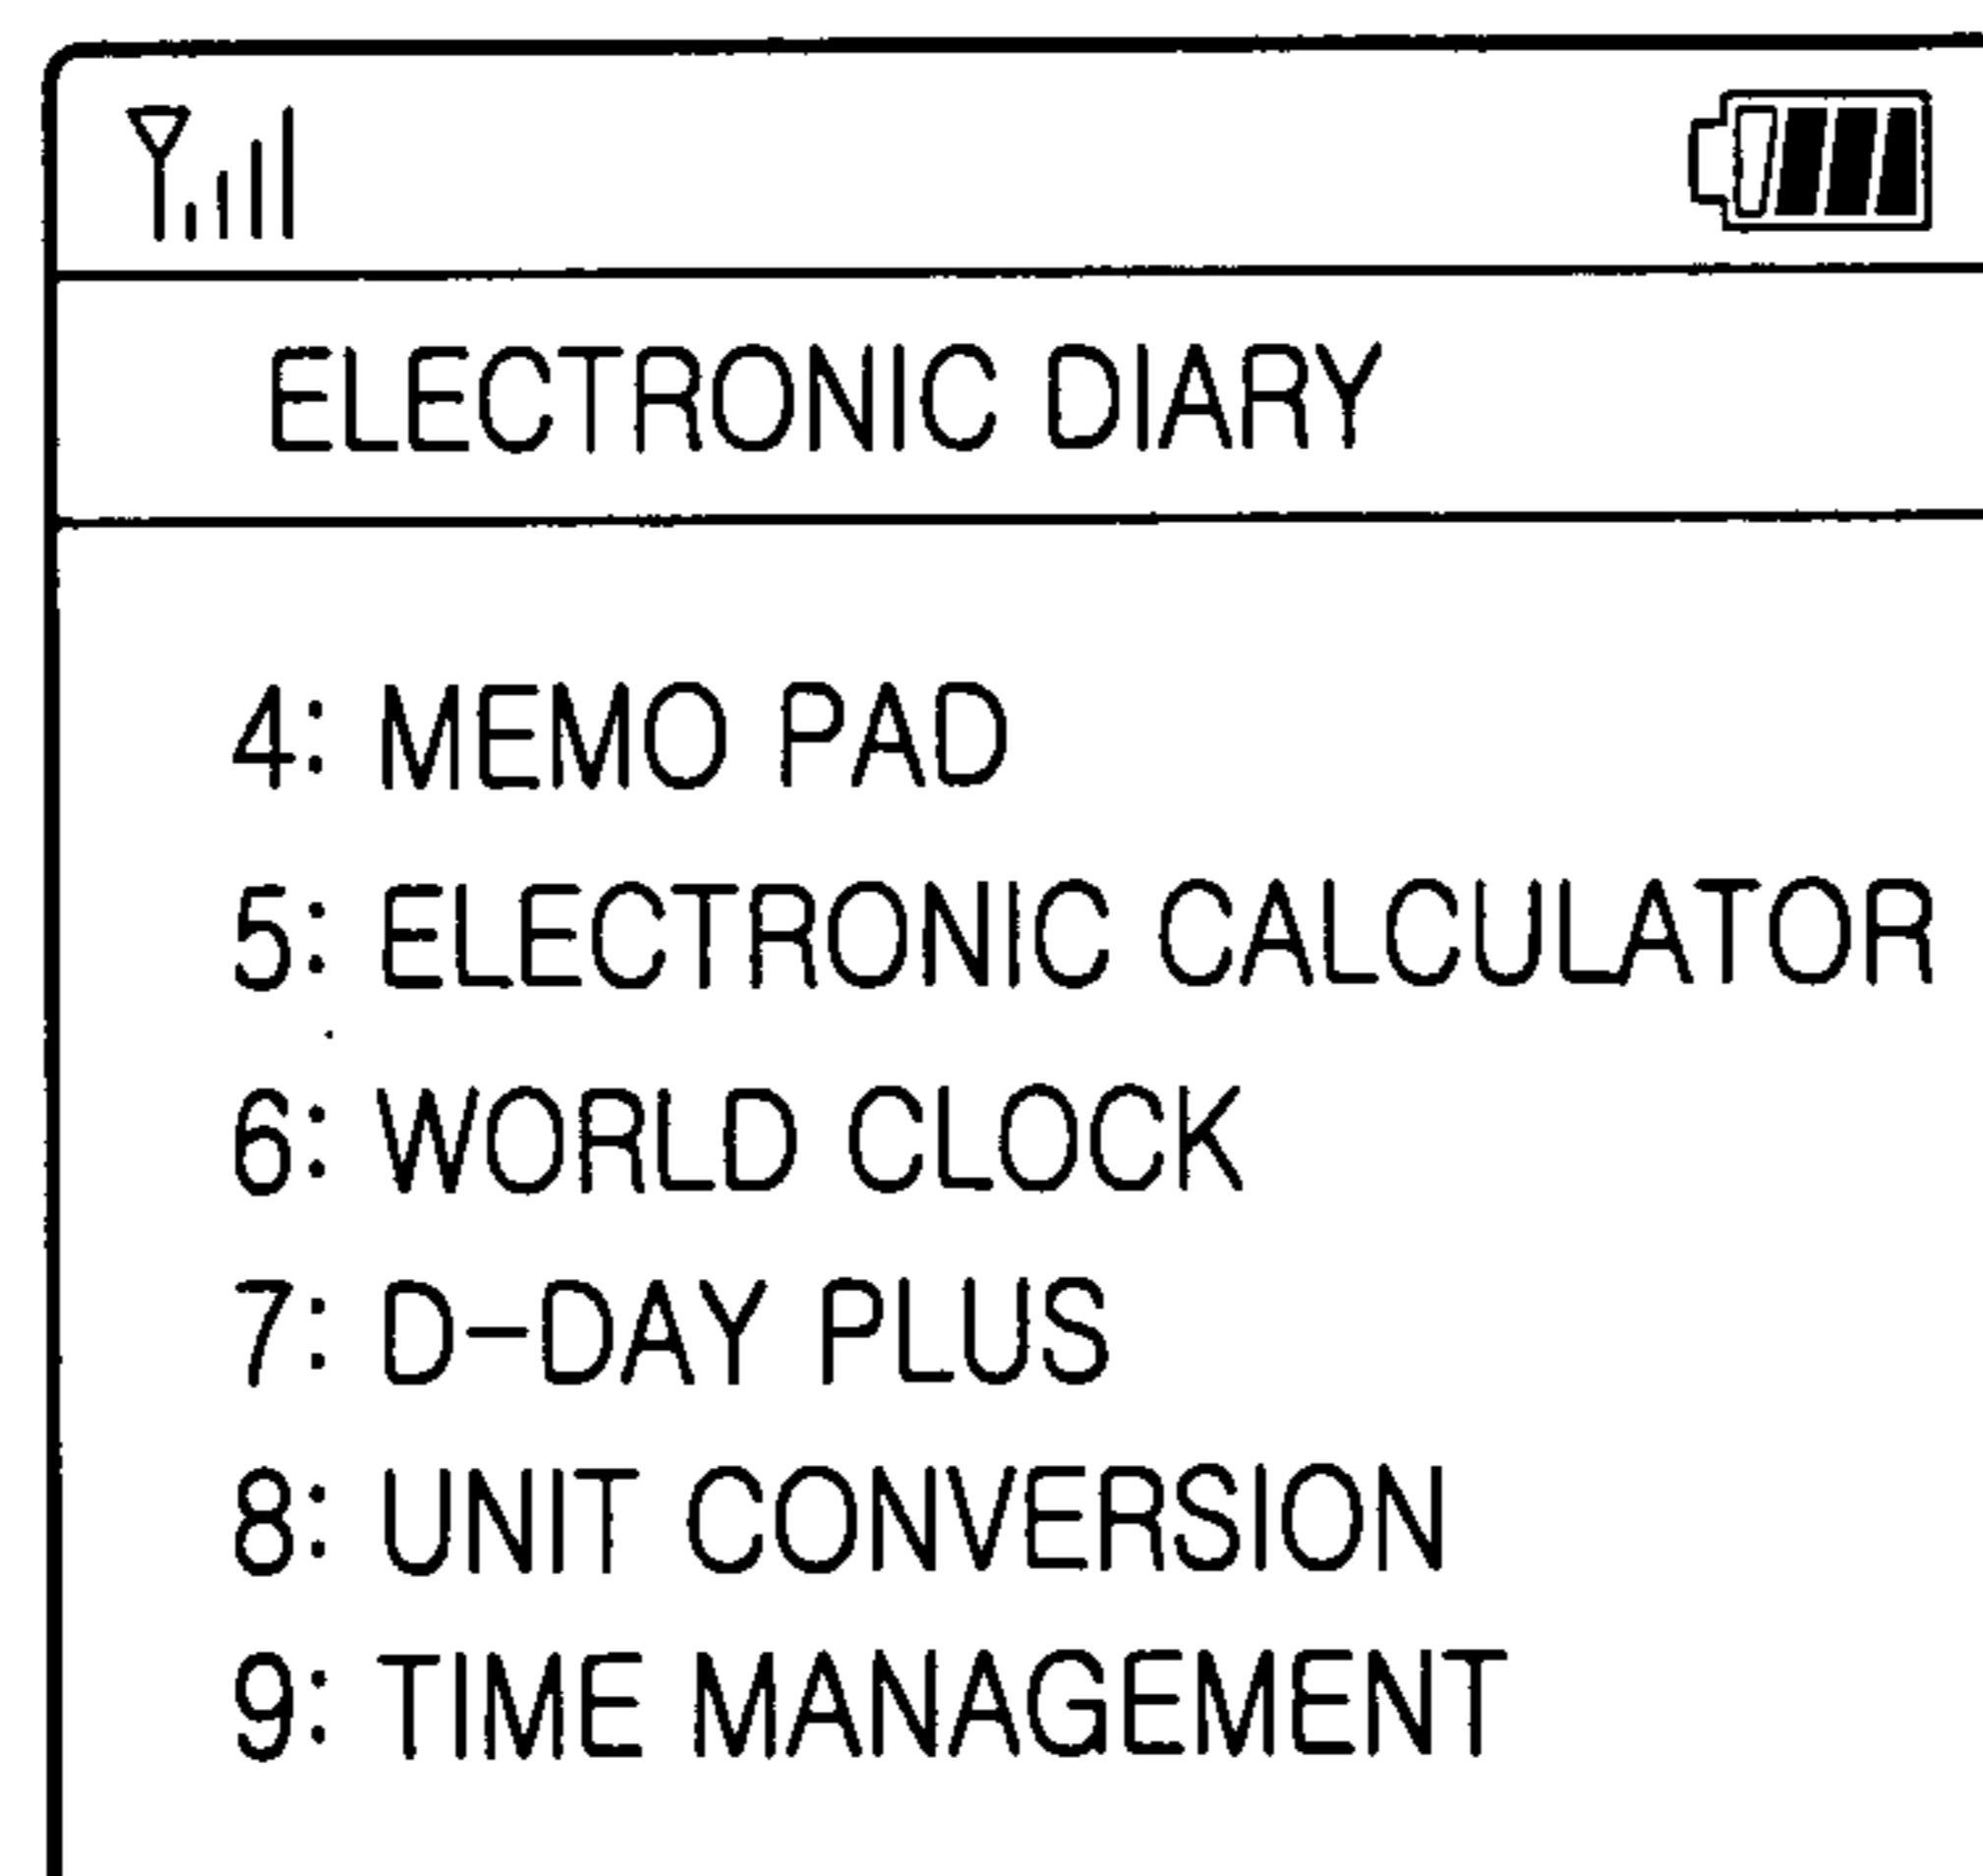 ELECTRONIC DIARY
4: MEMO PAD
5: ELECTRONIC CALCULATOR
6: WORLD CLOCK
7: D-DAY PLUS
8: UNIT CONVERSION
9: TIME MANAGEMENT